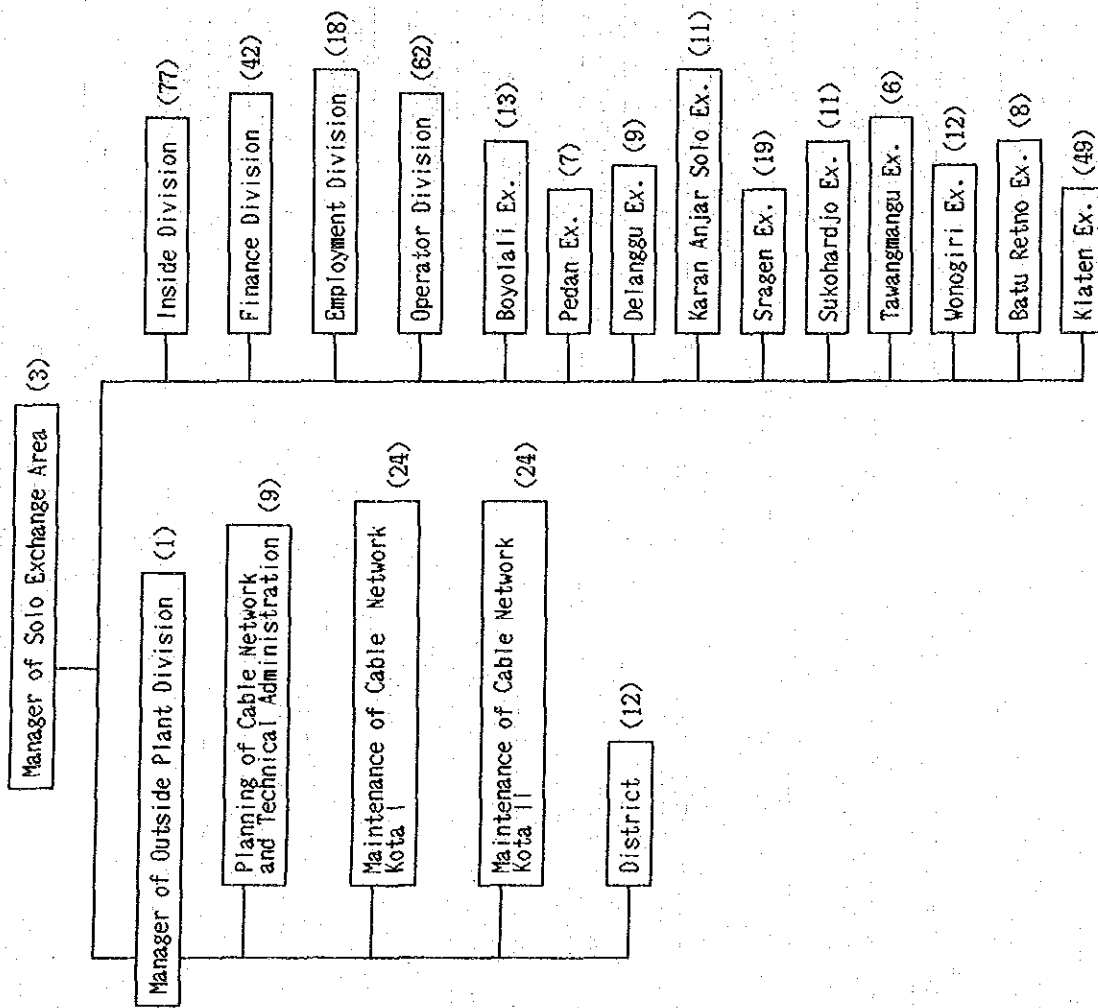 Manager of Solo Exchange Area (3)
Manager of Outside Plant Division (1)
Planning of Cable Network
and Technical Administration (9)
Maintenance of Cable Network
Kota I (24)
Maintenance of Cable Network
Kota II (24)
District (12)
Inside Division (77)
Finance Division (42)
Employment Division (18)
Operator Division (62)
Boyolali Ex. (13)
Pedan Ex. (7)
Delanggu Ex. (9)
Karan Anjar Solo Ex. (11)
Sragen Ex. (19)
Sukohardjo Ex. (11)
Tawangmangu Ex. (6)
Wonogiri Ex. (12)
Batu Retno Ex. (8)
Klaten Ex. (49)